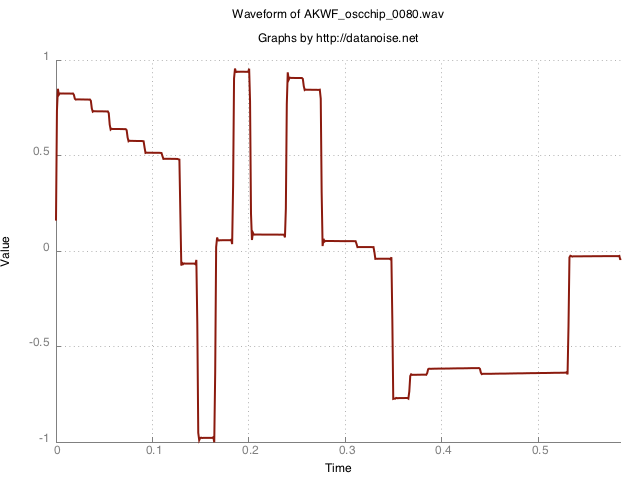 Waveform of AKWF_oscchip_0080.wav
Graphs by http://datanoise.net
1
0.5
0
-0.5
-1
Value
0 0.1 0.2 0.3 0.4 0.5
Time